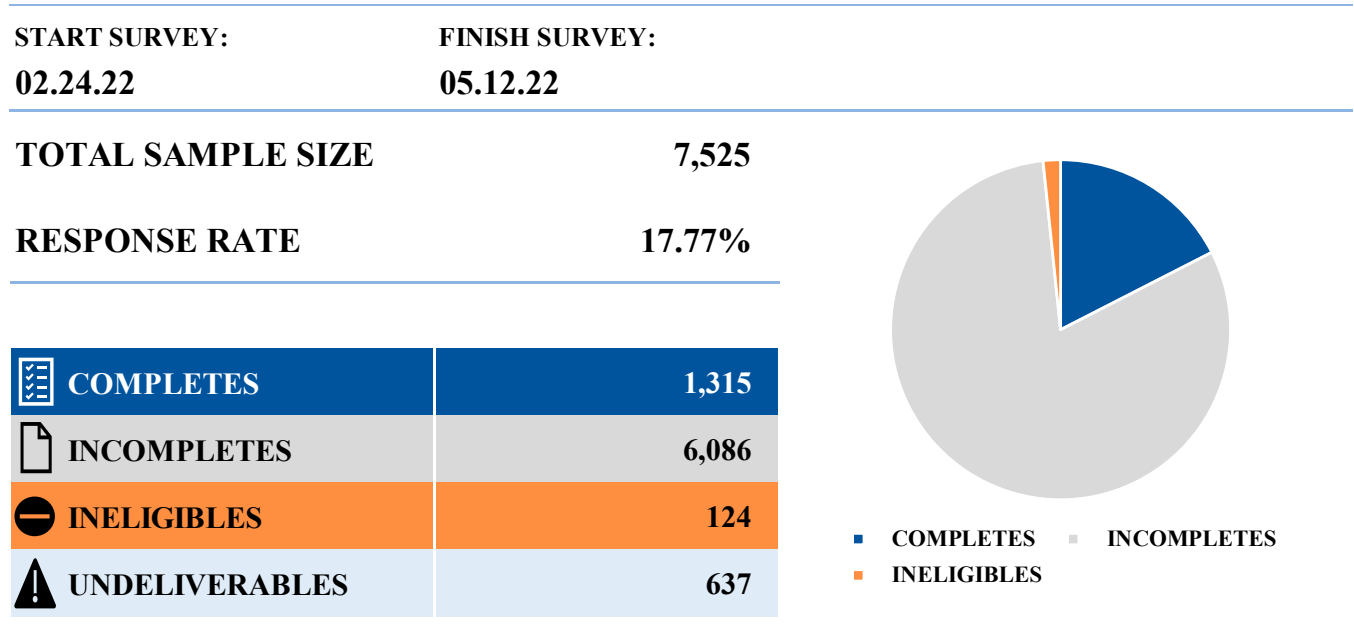 START SURVEY: FINISH SURVEY:
02.24.22 05.12.22
TOTAL SAMPLE SIZE 7,525
RESPONSE RATE 17.77%
COMPLETES 1,315
INCOMPLETES 6,086
INELIGIBLES 124
UNDELIVERABLES 637
COMPLETES INCOMPLETES
INELIGIBLES